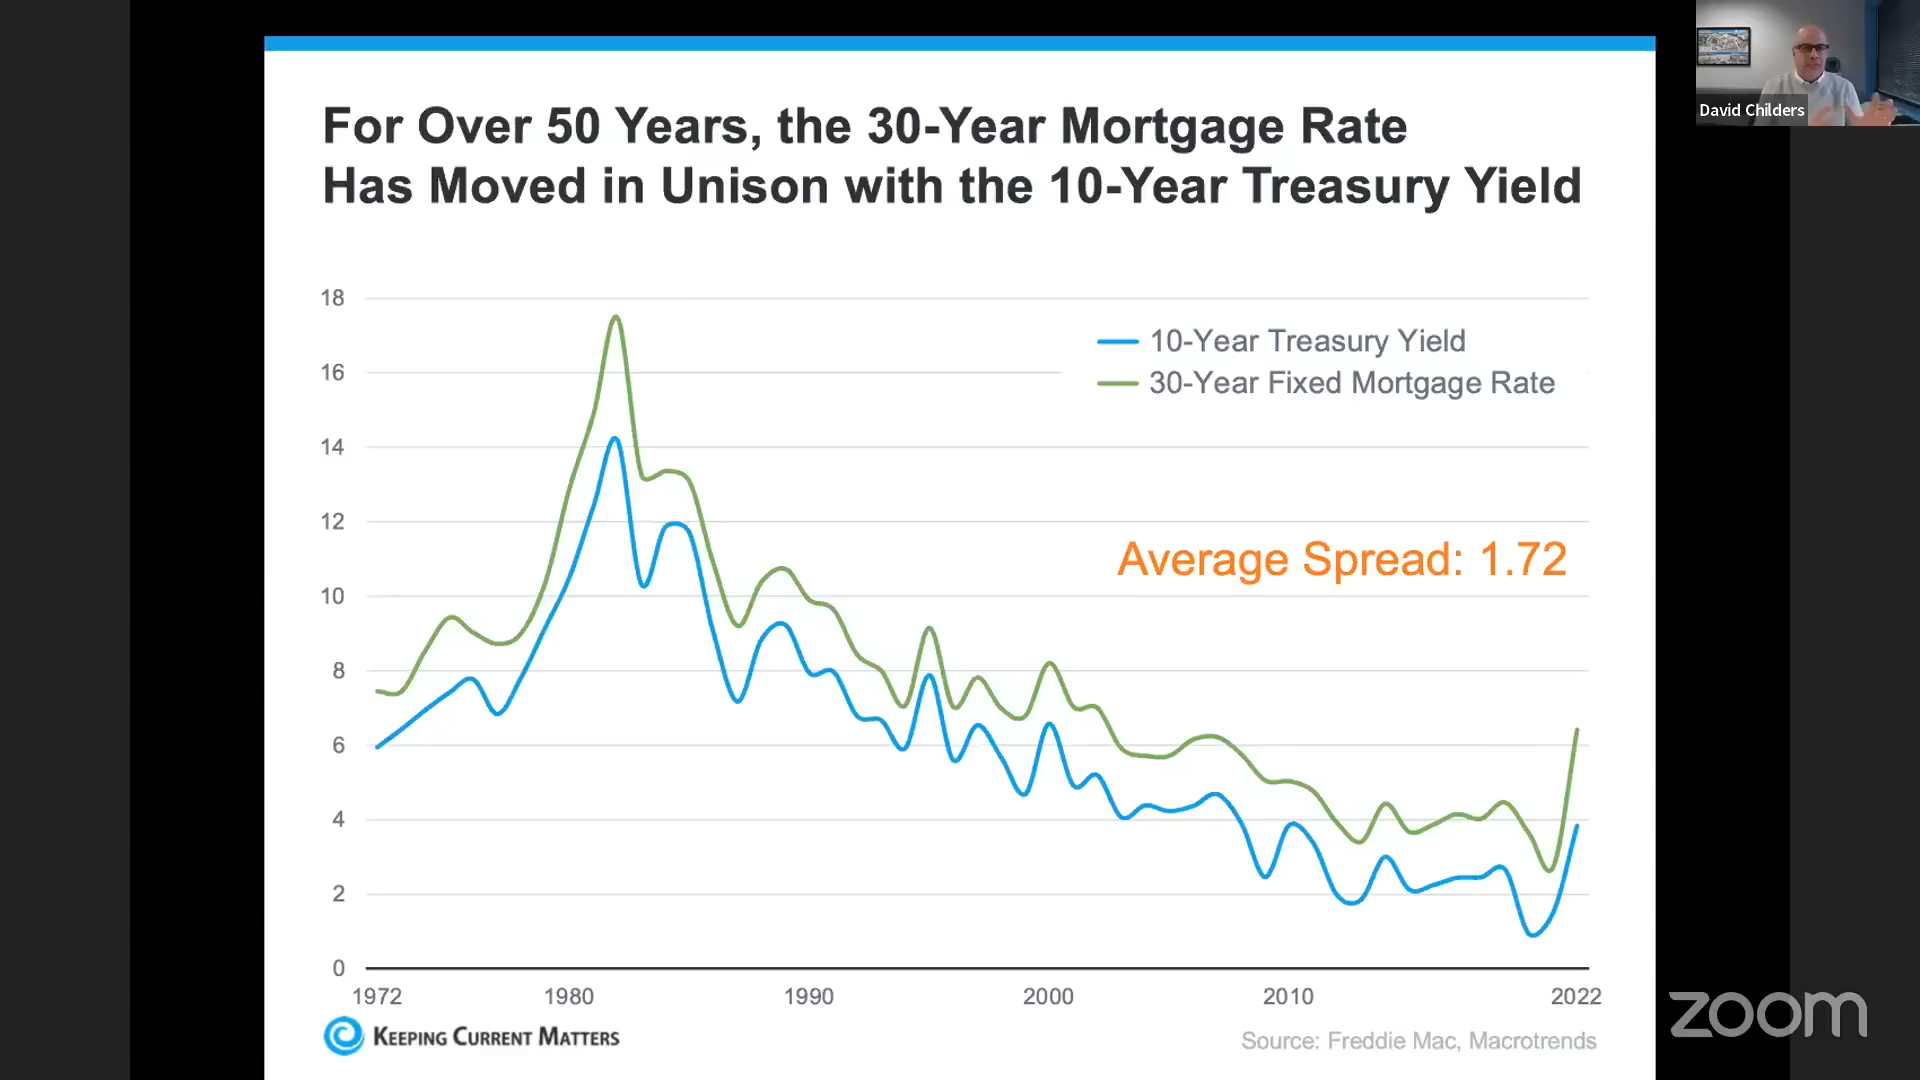 For Over 50 Years, the 30-Year Mortgage Rate
Has Moved in Unison with the 10-Year Treasury Yield
David Childers
18
16
14
12
10
8
6
4
2
0
10-Year Treasury Yield
30-Year Fixed Mortgage Rate
Average Spread: 1.72
1972 1980 1990 2000 2010 2022
KEEPING CURRENT MATTERS
Source: Freddie Mac, Macrotrends
zoom